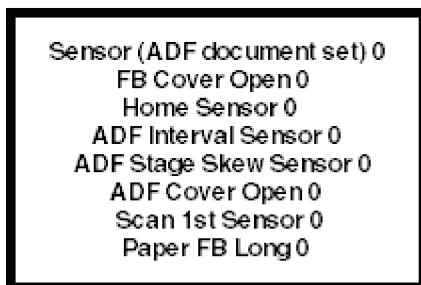 Sensor (ADF document set) 0
FB Cover Open 0
Home Sensor 0
ADF Interval Sensor 0
ADF Stage Skew Sensor 0
ADF Cover Open 0
Scan 1st Sensor 0
Paper FB Long 0